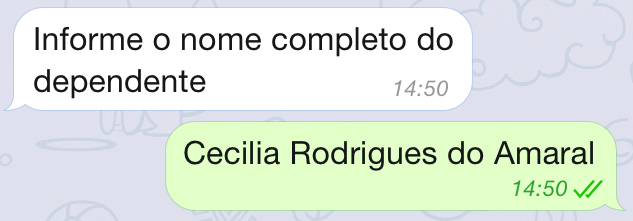 Informe o nome completo do
dependente
14:50
Cecilia Rodrigues do Amaral
14:50